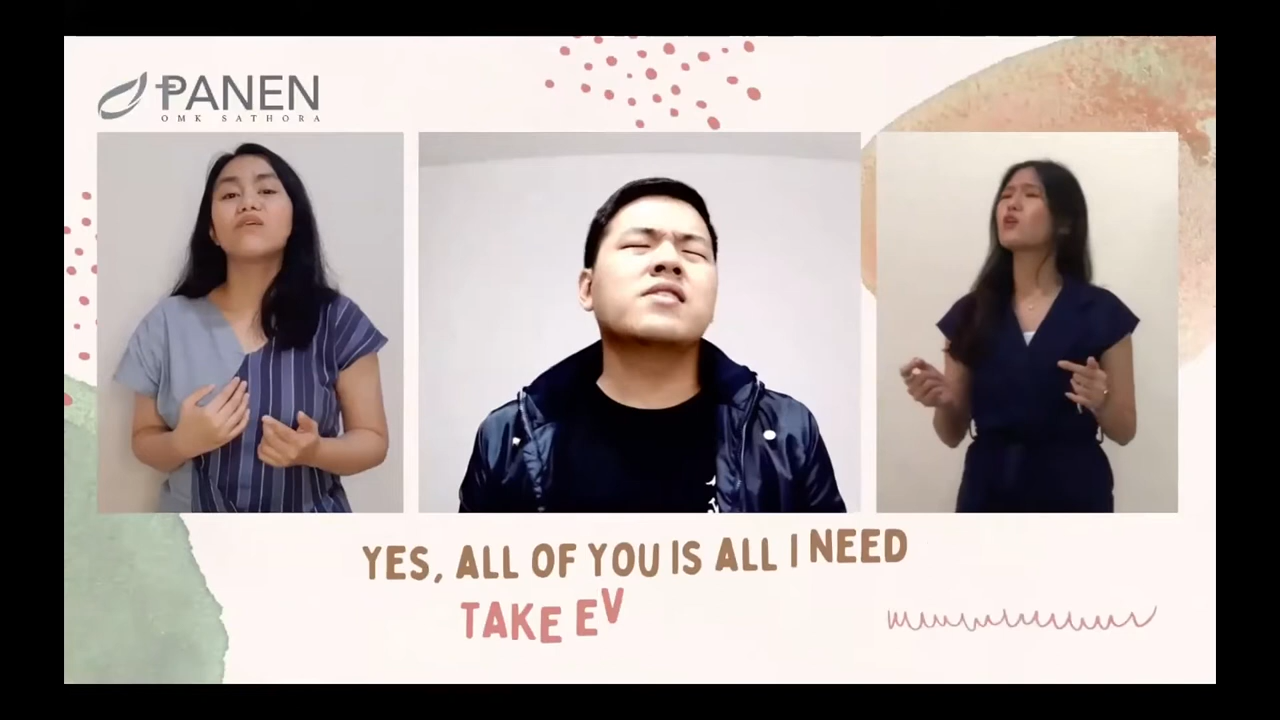 PANEN
OMK SATHORA
YES, ALL OF YOU IS ALL I NEED
TAKE EV